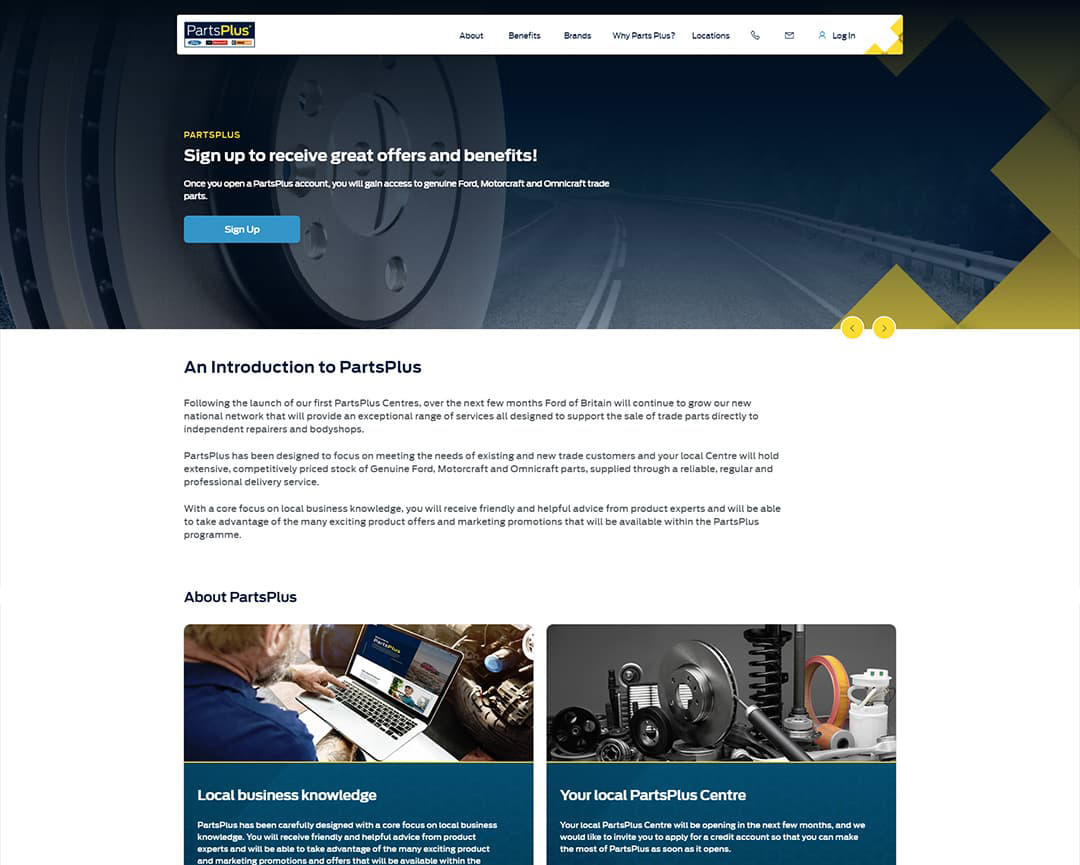 PartsPlus
About
Benefits
Brands
Why Parts Plus?
Locations
Log In
PARTSPLUS
Sign up to receive great offers and benefits!
Once you open a PartsPlus account, you will gain access to genuine Ford, Motorcraft and Omnicraft trade
parts.
Sign Up
An Introduction to PartsPlus
Following the launch of our first PartsPlus Centres, over the next few months Ford of Britain will continue to grow our new
national network that will provide an exceptional range of services all designed to support the sale of trade parts directly to
independent repairers and bodyshops.
PartsPlus has been designed to focus on meeting the needs of existing and new trade customers and your local Centre will hold
extensive, competitively priced stock of Genuine Ford, Motorcraft and Omnicraft parts, supplied through a reliable, regular and
professional delivery service.
With a core focus on local business knowledge, you will receive friendly and helpful advice from product experts and will be able
to take advantage of the many exciting product offers and marketing promotions that will be available within the PartsPlus
programme.
About PartsPlus
PartsPlus
Local business knowledge
PartsPlus has been carefully designed with a core focus on local business
knowledge. You will receive friendly and helpful advice from product
experts and will be able to take advantage of the many exciting product
and marketing promotions and offers that will be available within the
Your local PartsPlus Centre
Your local PartsPlus Centre will be opening in the next few months, and we
would like to invite you to apply for a credit account so that you can make
the most of PartsPlus as soon as it opens.